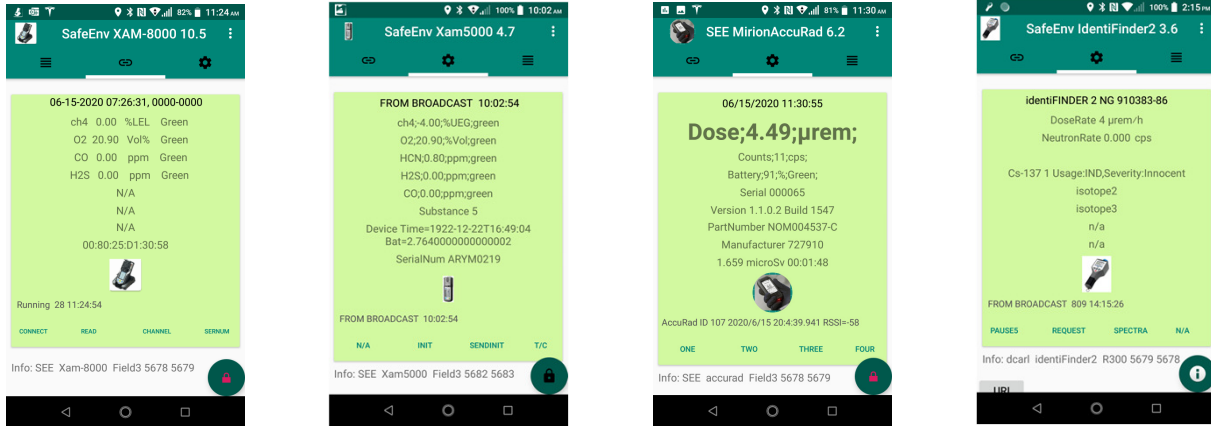 82% 11:24 AM
SafeEnv XAM-8000 10.5
06-15-2020 07:26:31, 0000-0000
ch4 0.00 %LEL Green
O2 20.90 Vol% Green
CO 0.00 ppm Green
H2S 0.00 ppm Green
N/A
N/A
N/A
00:80:25:D1:30:58
Running 28 11:24:54
CONNECT READ CHANNEL SERNUM
Info: SEE Xam-8000 Field3 5678 5679
100% 10:02 AM
SafeEnv Xam5000 4.7
FROM BROADCAST 10:02:54
ch4;-4.00;%UEG;green
O2;20.90;%Vol;green
HCN;0.80;ppm;green
H2S;0.00;ppm;green
CO;0.00;ppm;green
Substance 5
Device Time=1922-12-22T16:49:04
Bat=2.7640000000000002
SerialNum ARYM0219
FROM BROADCAST 10:02:54
N/A INIT SENDINIT T/C
Info: SEE Xam5000 Field3 5682 5683
81% 11:30 AM
SEE MirionAccuRad 6.2
06/15/2020 11:30:55
Dose;4.49;µrem;
Counts;11;cps;
Battery;91;%;Green;
Serial 000065
Version 1.1.0.2 Build 1547
PartNumber NOM004537-C
Manufacturer 727910
1.659 microSv 00:01:48
AccuRad ID 107 2020/6/15 20:4:39.941 RSSI=-58
ONE TWO THREE FOUR
Info: SEE accurad Field3 5678 5679
100% 2:15 PM
SafeEnv IdentiFinder2 3.6
identiFINDER 2 NG 910383-86
DoseRate 4 µrem/h
NeutronRate 0.000 cps
Cs-137 1 Usage:IND,Severity:Innocent
isotope2
isotope3
n/a
n/a
FROM BROADCAST 809 14:15:26
PAUSE5 REQUEST SPECTRA N/A
Info: dcarl identiFinder2 R300 5679 5678
URL